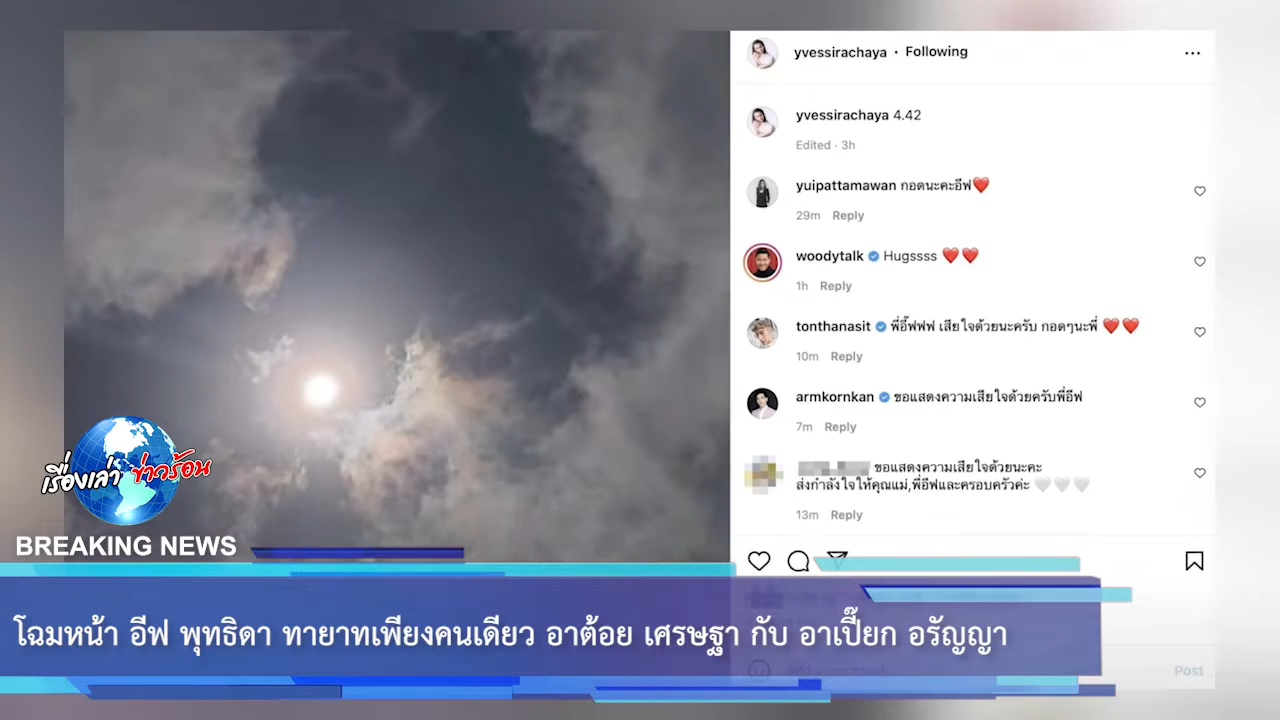 yvessirachaya · Following
yvessirachaya 4.42
Edited · 3h
yuipattamawan กอดนะคะอีฟ❤️
29m Reply
woodytalk Hugssss ❤️❤️
1h Reply
tonthanasit พี่อี๊ฟฟฟ เสียใจด้วยนะครับ กอดๆนะพี่ ❤️❤️
10m Reply
armkornkan ขอแสดงความเสียใจด้วยครับพี่อีฟ
7m Reply
ขอแสดงความเสียใจด้วยนะคะ
ส่งกำลังใจให้คุณแม่,พี่อีฟและครอบครัวค่ะ 🤍🤍🤍
13m Reply
เรื่องเล่า ข่าวร้อน
BREAKING NEWS
โฉมหน้า อีฟ พุทธิดา ทายาทเพียงคนเดียว อาต้อย เศรษฐา กับ อาเปี๊ยก อรัญญา
Post